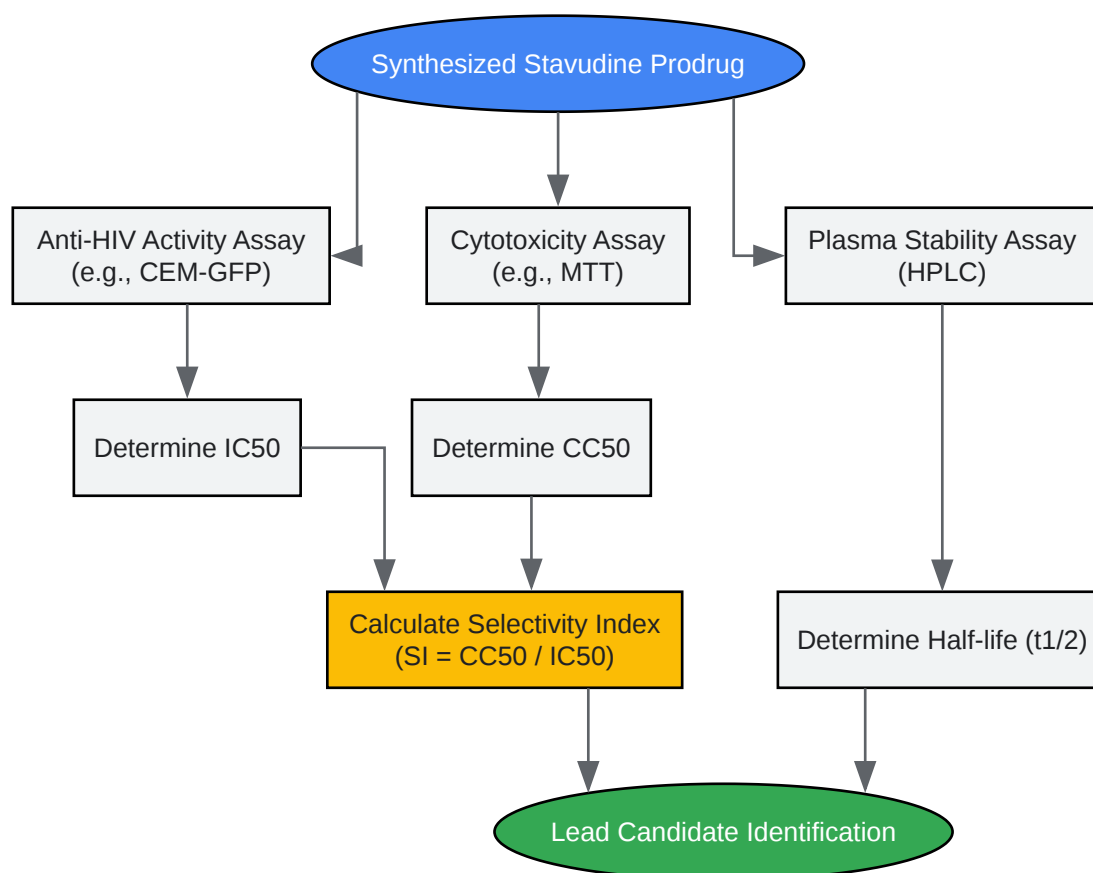 Synthesized Stavudine Prodrug
Anti-HIV Activity Assay
(e.g., CEM-GFP)
Cytotoxicity Assay
(e.g., MTT)
Plasma Stability Assay
(HPLC)
Determine IC50
Determine CC50
Calculate Selectivity Index
(SI = CC50 / IC50)
Determine Half-life (t1/2)
Lead Candidate Identification